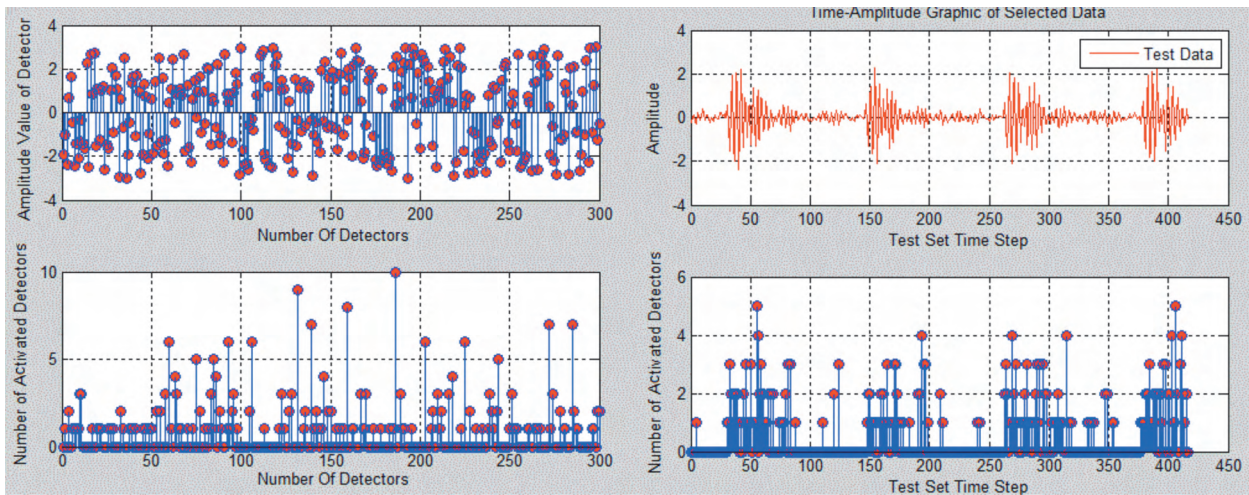 Amplitude Value of Detector
4
2
0
-2
-4
0 50 100 150 200 250 300
Number Of Detectors
Time-Amplitude Graphic of Selected Data
Test Data
Amplitude
4
2
0
-2
-4
0 50 100 150 200 250 300 350 400 450
Test Set Time Step
Number of Activated Detectors
10
5
0
0 50 100 150 200 250 300
Number Of Detectors
Number of Activated Detectors
6
4
2
0
0 50 100 150 200 250 300 350 400 450
Test Set Time Step